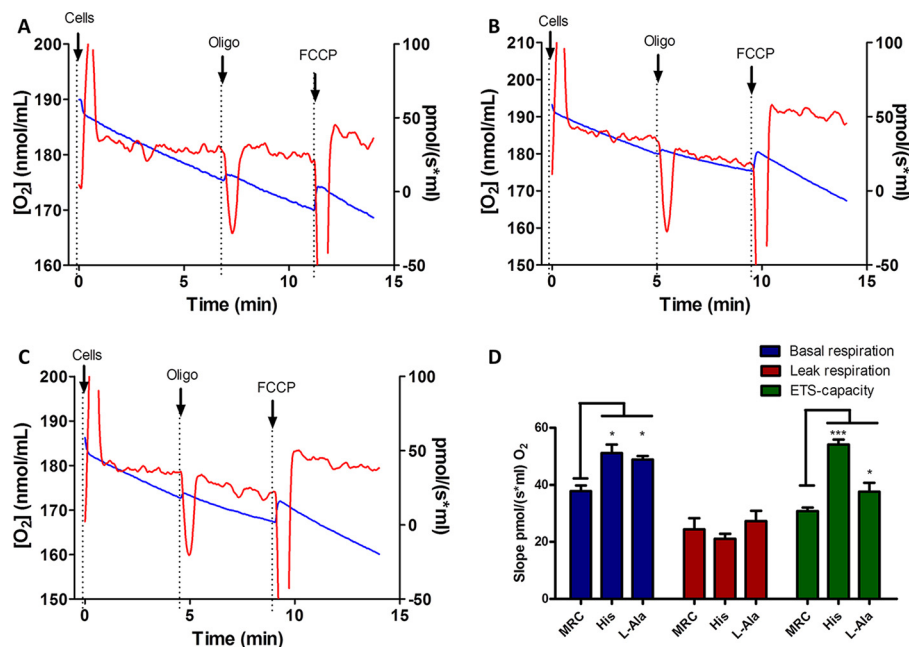 A
Cells
Oligo
FCCP
[O2] (nmol/mL)
200
190
180
170
160
100
50
0
-50
pmol/(s*ml)
0
5
10
15
Time (min)
B
Cells
Oligo
FCCP
[O2] (nmol/mL)
210
200
190
180
170
160
150
100
50
0
-50
pmol/(s*ml)
0
5
10
15
Time (min)
C
Cells
Oligo
FCCP
[O2] (nmol/mL)
200
190
180
170
160
150
100
50
0
-50
pmol/(s*ml)
0
5
10
15
Time (min)
D
Basal respiration
Leak respiration
ETS-capacity
Slope pmol/(s*ml) O2
60
40
20
0
*
*
***
*
MRC
His
L-Ala
MRC
His
L-Ala
MRC
His
L-Ala